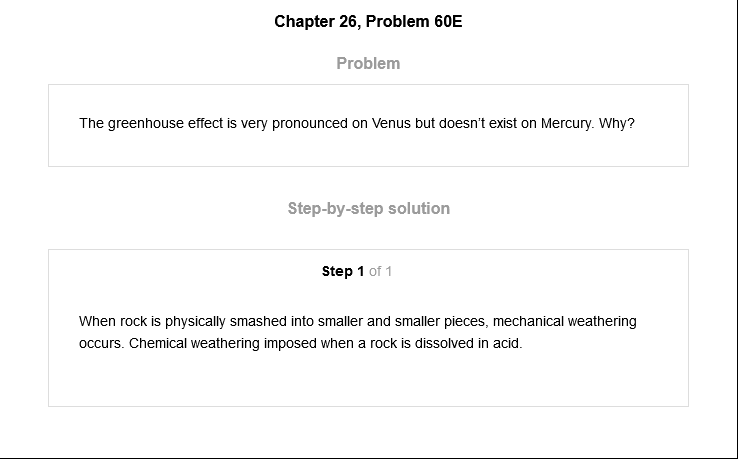 Chapter 26, Problem 60E
Problem
The greenhouse effect is very pronounced on Venus but doesn't exist on Mercury. Why?
Step-by-step solution
Step 1 of 1
When rock is physically smashed into smaller and smaller pieces, mechanical weathering
occurs. Chemical weathering imposed when a rock is dissolved in acid.